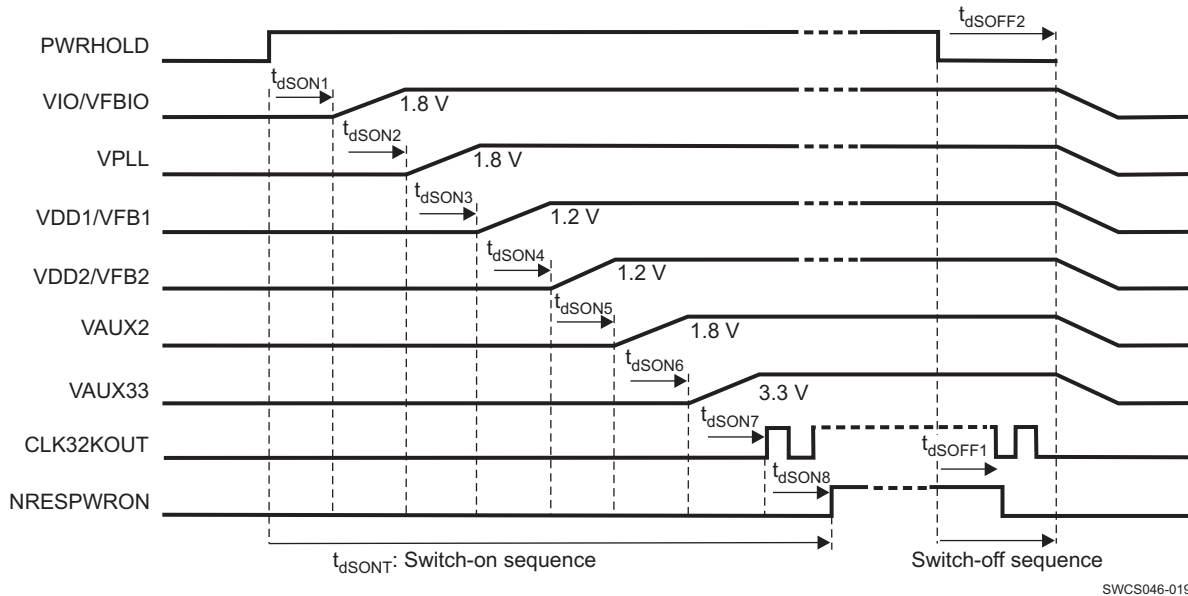 PWRHOLD
tdSOFF2
tdSON1
VIO/VFBIO
1.8 V
tdSON2
VPLL
1.8 V
tdSON3
VDD1/VFB1
1.2 V
tdSON4
VDD2/VFB2
1.2 V
tdSON5
VAUX2
1.8 V
tdSON6
VAUX33
3.3 V
tdSON7
CLK32KOUT
tdSOFF1
tdSON8
NRESPWRON
tdSONT: Switch-on sequence
Switch-off sequence
SWCS046-019